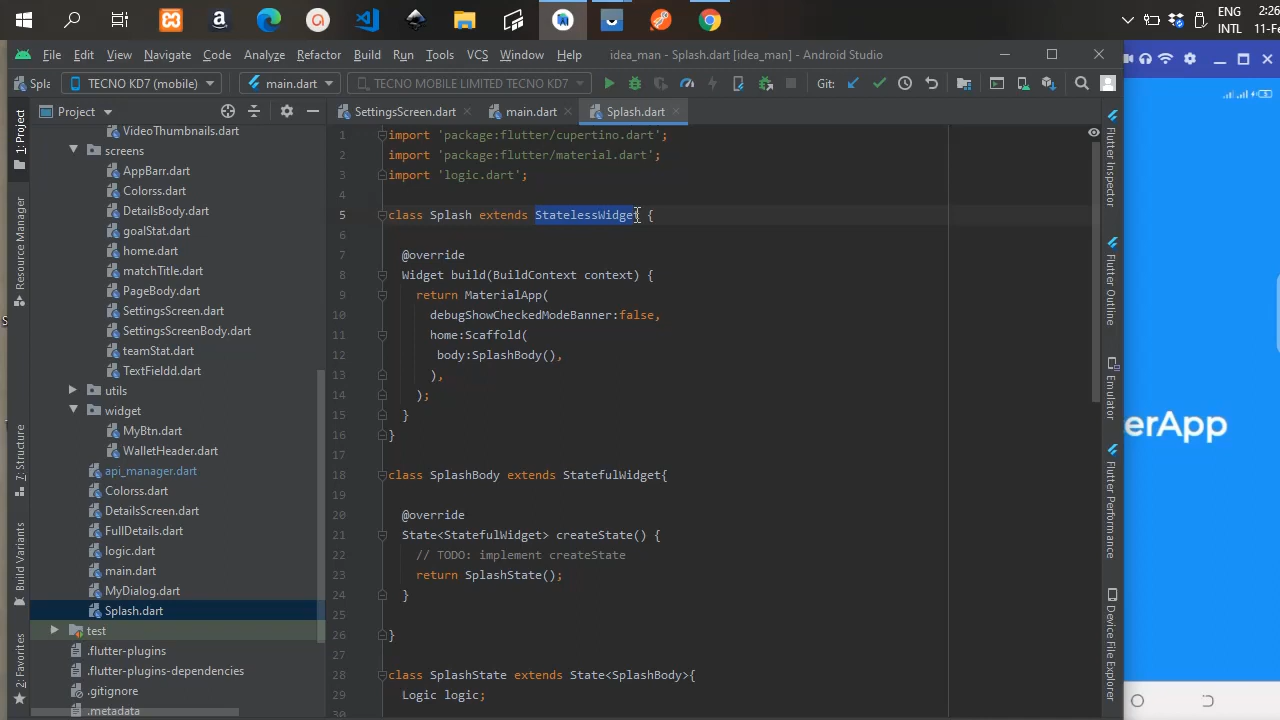 ENG
INTL
2:26
11-Fe
File Edit View Navigate Code Analyze Refactor Build Run Tools VCS Window Help idea_man - Splash.dart [idea_man] - Android Studio
Spla TECNO KD7 (mobile) main.dart TECNO MOBILE LIMITED TECNO KD7 Git:
Project SettingsScreen.dart main.dart Splash.dart
1: Project
Resource Manager
7: Structure
Build Variants
2: Favorites
VideoThumbnails.dart
screens
AppBarr.dart
Colorss.dart
DetailsBody.dart
goalStat.dart
home.dart
matchTitle.dart
PageBody.dart
SettingsScreen.dart
SettingsScreenBody.dart
teamStat.dart
TextFieldd.dart
utils
widget
MyBtn.dart
WalletHeader.dart
api_manager.dart
Colorss.dart
DetailsScreen.dart
FullDetails.dart
logic.dart
main.dart
MyDialog.dart
Splash.dart
test
.flutter-plugins
.flutter-plugins-dependencies
.gitignore
.metadata
1 import 'package:flutter/cupertino.dart';
2 import 'package:flutter/material.dart';
3 import 'logic.dart';
4
5 class Splash extends StatelessWidget {
6
7 @override
8 Widget build(BuildContext context) {
9 return MaterialApp(
10 debugShowCheckedModeBanner:false,
11 home:Scaffold(
12 body:SplashBody(),
13 ),
14 );
15 }
16 }
17
18 class SplashBody extends StatefulWidget{
19
20 @override
21 State<StatefulWidget> createState() {
22 // TODO: implement createState
23 return SplashState();
24 }
25
26 }
27
28 class SplashState extends State<SplashBody>{
29 Logic logic;
30
Flutter Inspector
Flutter Outline
Emulator
Flutter Performance
Device File Explorer
erApp